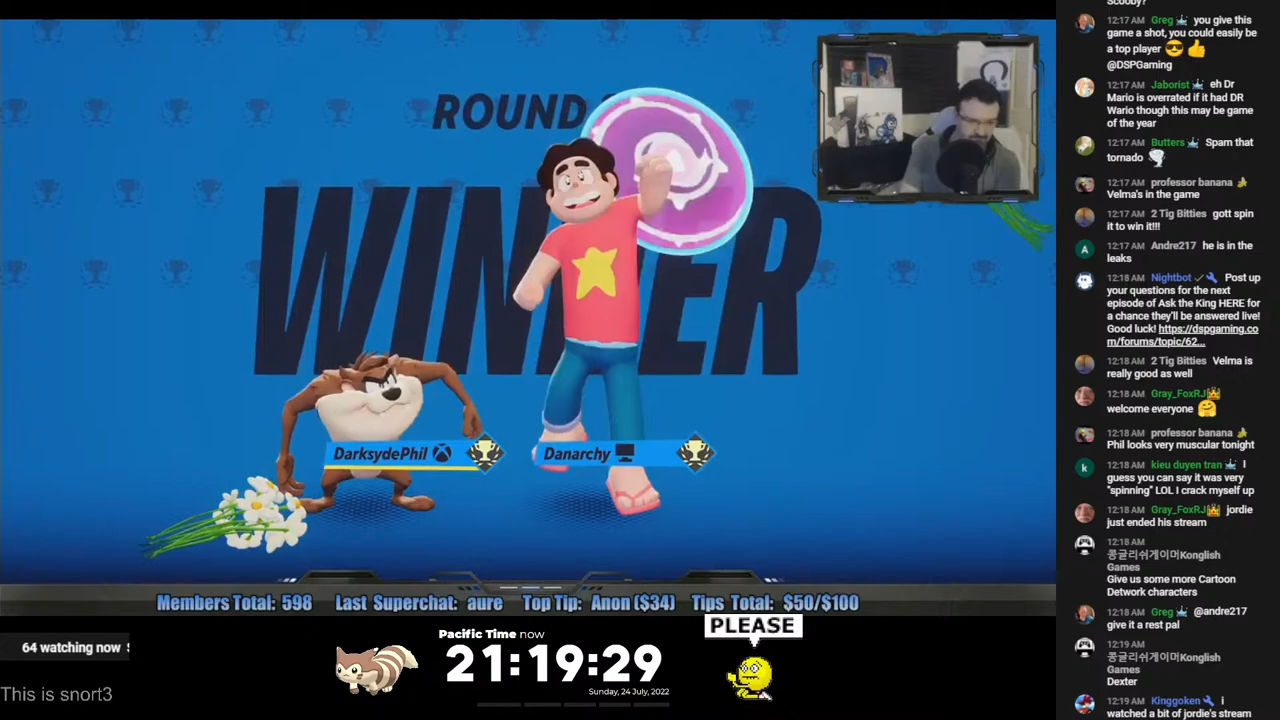 ROUND
WINNER
DarksydePhil
Danarchy
Members Total: 598
Last Superchat: aure
Top Tip: Anon ($34)
Tips Total: $50/$100
64 watching now
This is snort3
Pacific Time now
21:19:29
Sunday, 24 July, 2022
PLEASE
Scooby?
12:17 AM Greg you give this
game a shot, you could easily be
a top player
@DSPGaming
12:17 AM Jaborist eh Dr
Mario is overrated if it had DR
Wario though this may be game
of the year
12:17 AM Butters Spam that
tornado
12:17 AM professor banana
Velma's in the game
12:17 AM 2 Tig Bitties gott spin
it to win it!!!
12:17 AM Andre217 he is in the
leaks
12:18 AM Nightbot Post up
your questions for the next
episode of Ask the King HERE for
a chance they'll be answered live!
Good luck! https://dspgaming.co
m/forums/topic/62...
12:18 AM 2 Tig Bitties Velma is
really good as well
12:18 AM Gray_FoxRJ
welcome everyone
12:18 AM professor banana
Phil looks very muscular tonight
12:18 AM kieu duyen tran I
guess you can say it was very
"spinning" LOL I crack myself up
12:18 AM Gray_FoxRJ jordie
just ended his stream
12:18 AM
콩글리쉬게이머Konglish
Games
Give us some more Cartoon
Detwork characters
12:18 AM Greg @andre217
give it a rest pal
12:19 AM
콩글리쉬게이머Konglish
Games
Dexter
12:19 AM Kinggoken i
watched a bit of jordie's stream